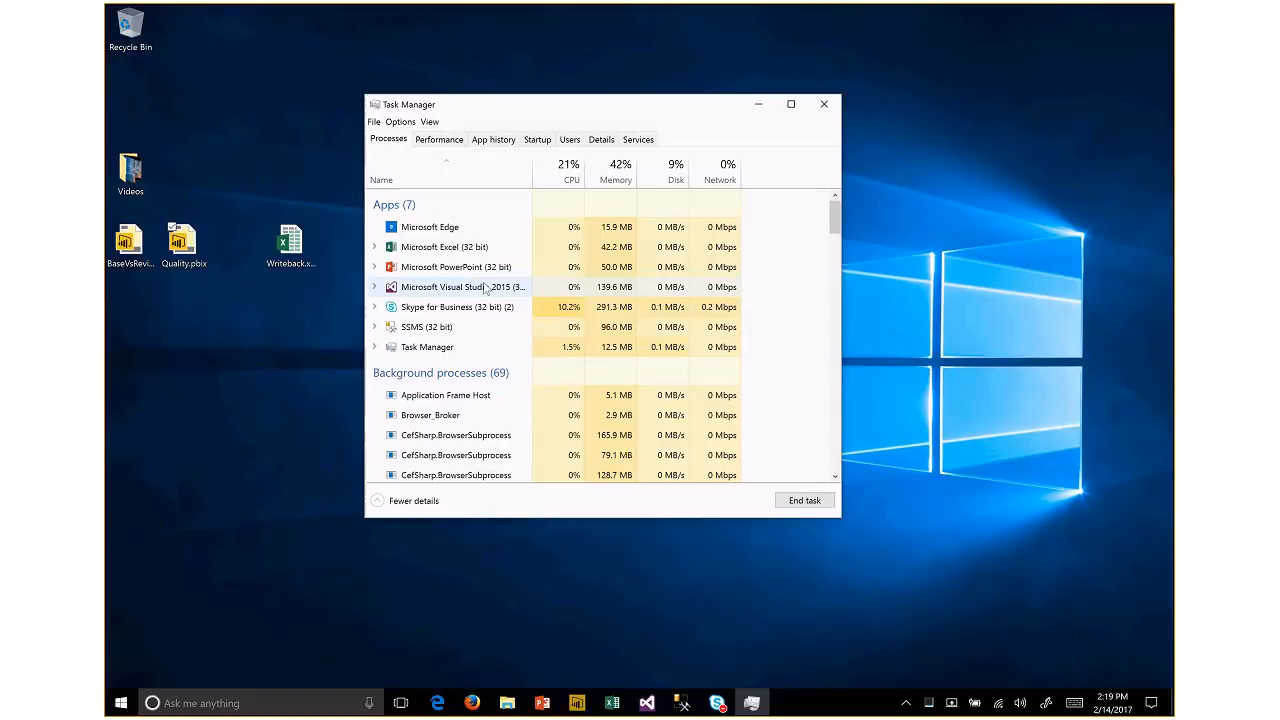 Recycle Bin
Videos
BaseVsRevi...
Quality.pbix
Writeback.x...
Task Manager
File Options View
Processes Performance App history Startup Users Details Services
21% 42% 9% 0%
Name CPU Memory Disk Network
Apps (7)
Microsoft Edge 0% 15.9 MB 0 MB/s 0 Mbps
Microsoft Excel (32 bit) 0% 42.2 MB 0 MB/s 0 Mbps
Microsoft PowerPoint (32 bit) 0% 50.0 MB 0 MB/s 0 Mbps
Microsoft Visual Studio 2015 (3... 0% 139.6 MB 0 MB/s 0 Mbps
Skype for Business (32 bit) (2) 10.2% 291.3 MB 0.1 MB/s 0.2 Mbps
SSMS (32 bit) 0% 96.0 MB 0 MB/s 0 Mbps
Task Manager 1.5% 12.5 MB 0.1 MB/s 0 Mbps
Background processes (69)
Application Frame Host 0% 5.1 MB 0 MB/s 0 Mbps
Browser_Broker 0% 2.9 MB 0 MB/s 0 Mbps
CefSharp.BrowserSubprocess 0% 165.9 MB 0 MB/s 0 Mbps
CefSharp.BrowserSubprocess 0% 79.1 MB 0 MB/s 0 Mbps
CefSharp.BrowserSubprocess 0% 128.7 MB 0 MB/s 0 Mbps
Fewer details
End task
Ask me anything
2:19 PM
2/14/2017